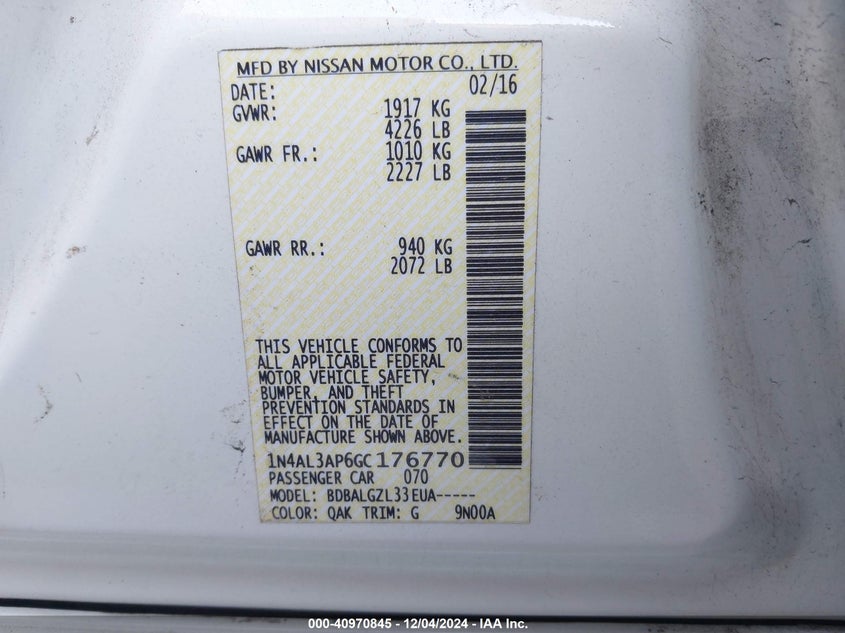 MFD BY NISSAN MOTOR CO., LTD.
DATE: 02/16
GVWR: 1917 KG
4226 LB
GAWR FR.: 1010 KG
2227 LB
GAWR RR.: 940 KG
2072 LB
THIS VEHICLE CONFORMS TO
ALL APPLICABLE FEDERAL
MOTOR VEHICLE SAFETY,
BUMPER, AND THEFT
PREVENTION STANDARDS IN
EFFECT ON THE DATE OF
MANUFACTURE SHOWN ABOVE.
1N4AL3AP6GC176770
PASSENGER CAR 070
MODEL: BDBALGZL33EUA-----
COLOR: QAK TRIM: G 9N00A
000-40970845 - 12/04/2024 - IAA Inc.